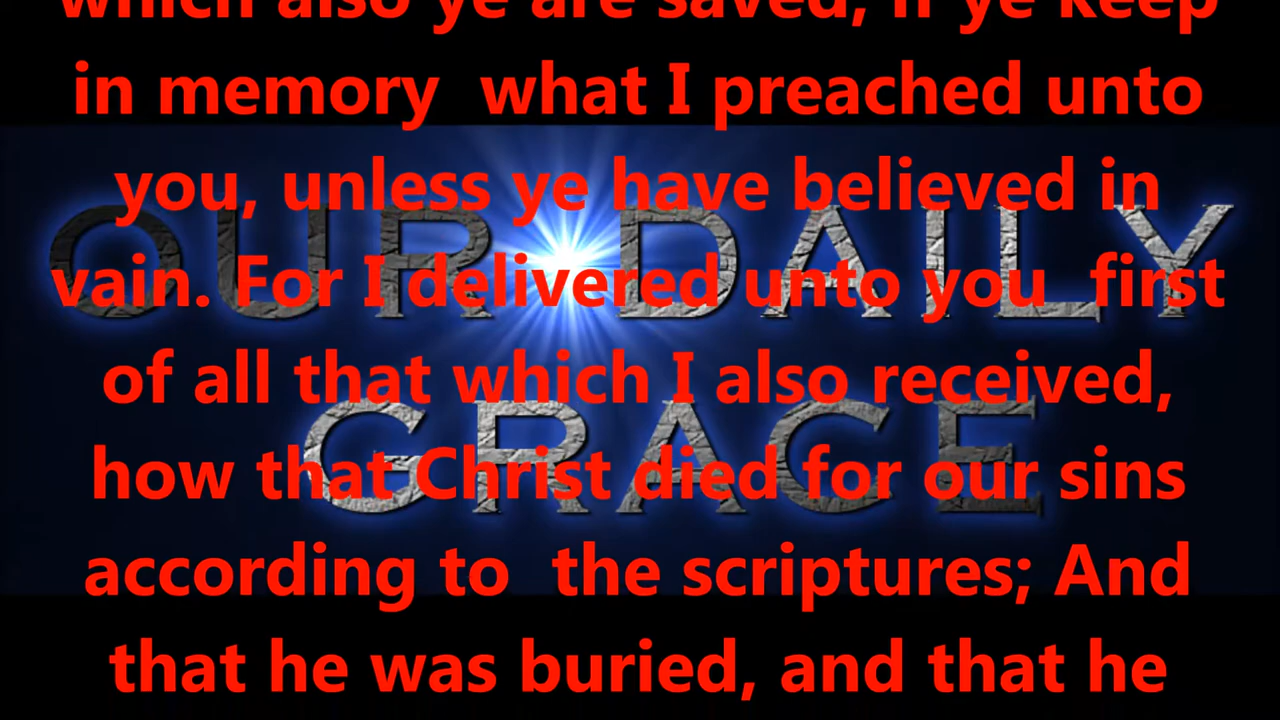 which also ye are saved, if ye keep
in memory  what I preached unto
you, unless ye have believed in
vain. For I delivered unto you  first
of all that which I also received,
how that Christ died for our sins
according to  the scriptures; And
that he was buried, and that he
OUR DAILY
GRACE